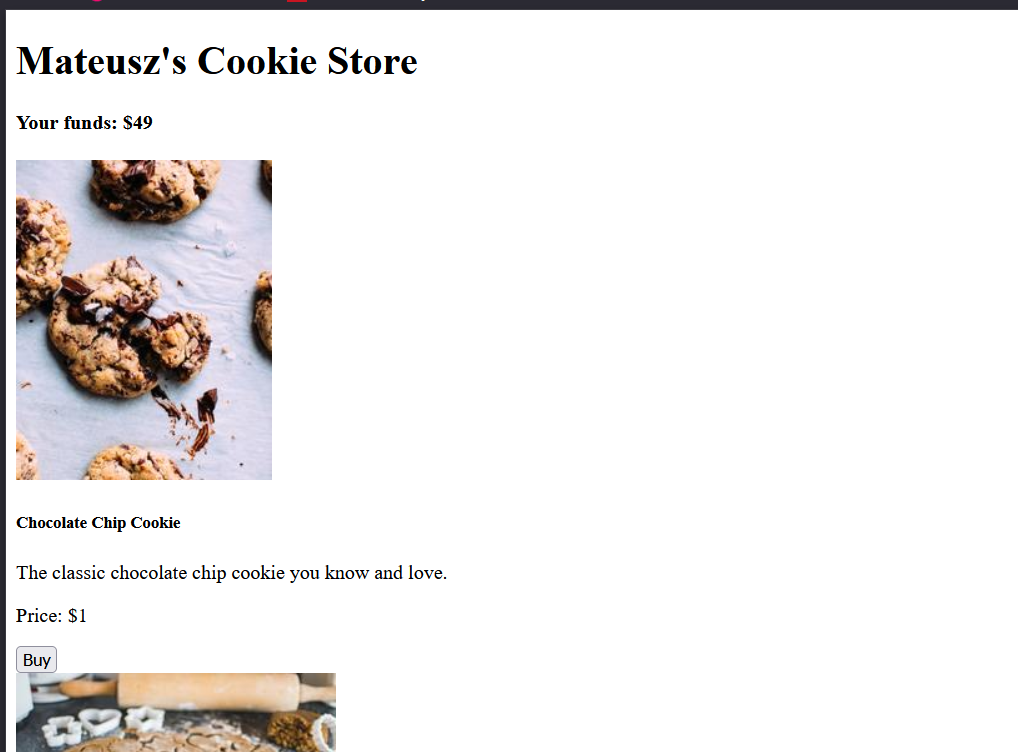 Mateusz's Cookie Store
Your funds: $49
Chocolate Chip Cookie
The classic chocolate chip cookie you know and love.
Price: $1
Buy